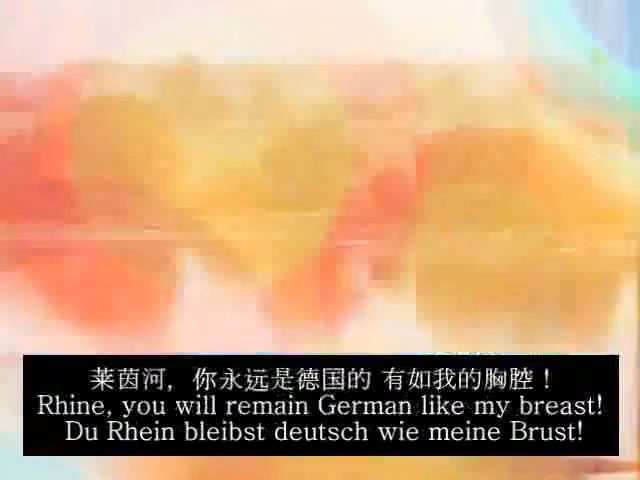 莱茵河，你永远是德国的 有如我的胸腔！
Rhine, you will remain German like my breast!
Du Rhein bleibst deutsch wie meine Brust!